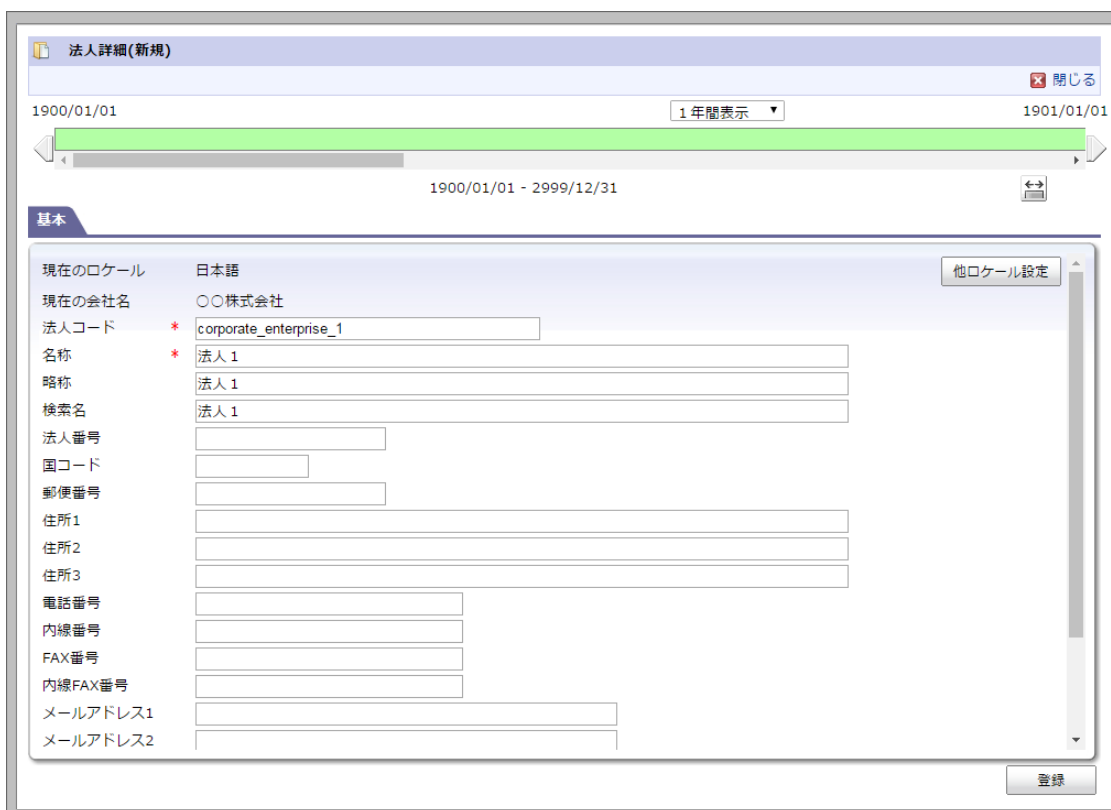 法人詳細(新規)
閉じる
1900/01/01 1年間表示 1901/01/01
1900/01/01 - 2999/12/31
基本
現在のロケール 日本語 他ロケール設定
現在の会社名 〇〇株式会社
法人コード * corporate_enterprise_1
名称 * 法人1
略称 法人1
検索名 法人1
法人番号
国コード
郵便番号
住所1
住所2
住所3
電話番号
内線番号
FAX番号
内線FAX番号
メールアドレス1
メールアドレス2
登録